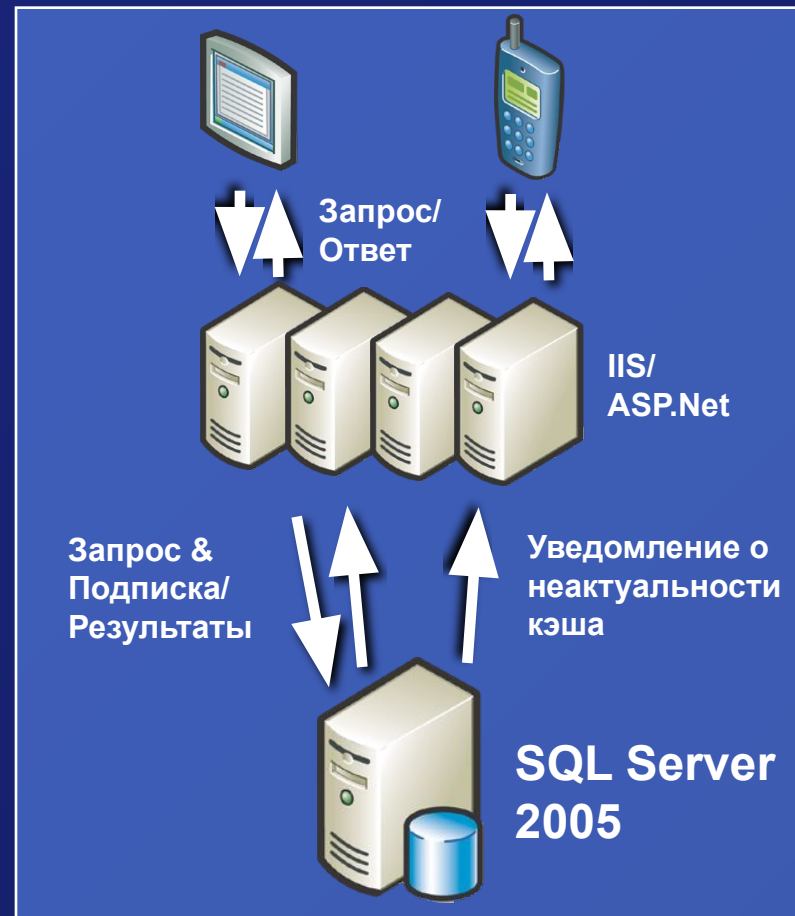 Запрос/
Ответ
IIS/
ASP.Net
Запрос &
Подписка/
Результаты
Уведомление о
неактуальности
кэша
SQL Server
2005